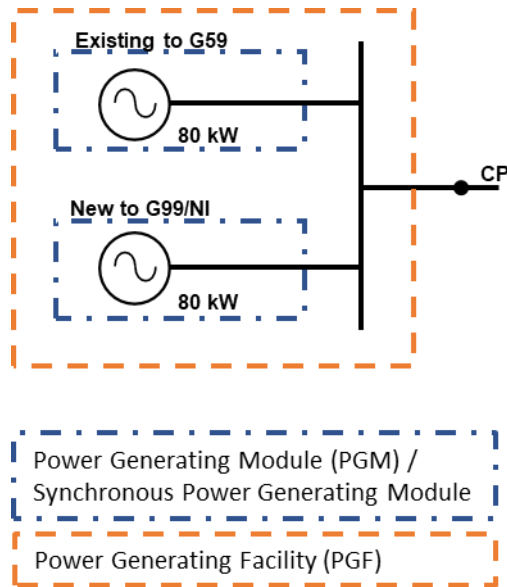 Existing to G59
80 kW
CP
New to G99/NI
80 kW
Power Generating Module (PGM) /
Synchronous Power Generating Module
Power Generating Facility (PGF)